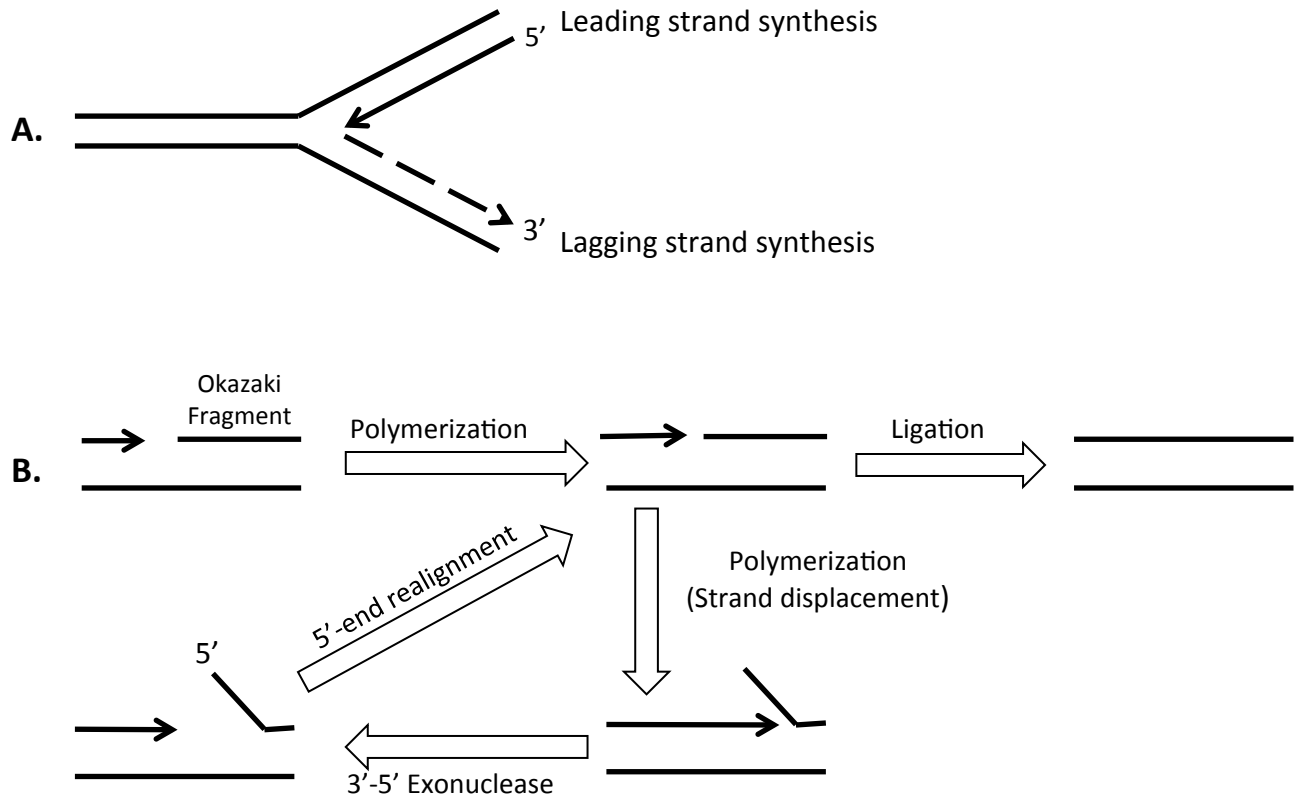 5’ Leading strand synthesis
A.
3’ Lagging strand synthesis
Okazaki
Fragment
Polymerization
Ligation
B.
5’-end realignment
Polymerization
(Strand displacement)
5’
3’-5’ Exonuclease